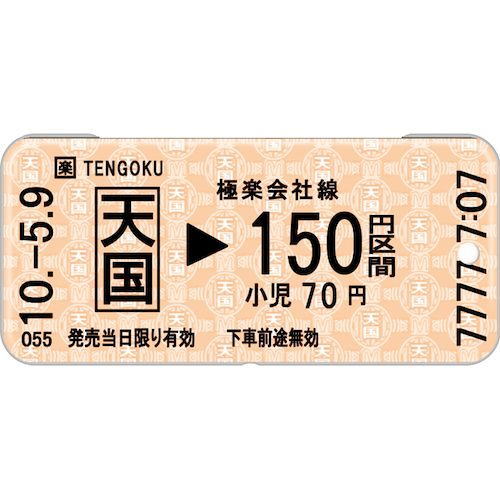 楽 TENGOKU
天国
極楽会社線
▶150円区間
小児 70円
055 発売当日限り有効 下車前途無効
10.-5.9
7777 7:07